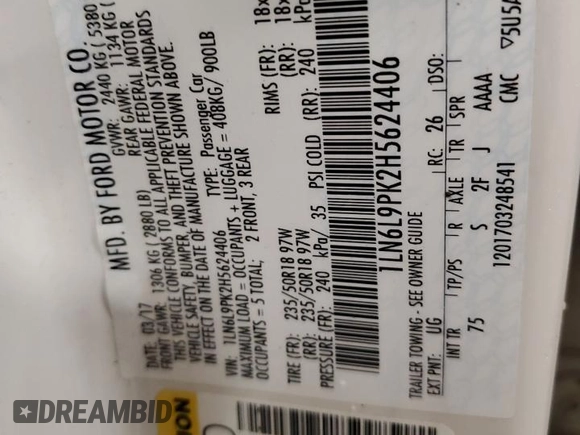 MFD. BY FORD MOTOR CO.
DATE: 03/17 GVWR: 2440 KG ( 5380
FRONT GAWR: 1306 KG ( 2880 LB) REAR GAWR: 1134 KG (
THIS VEHICLE CONFORMS TO ALL APPLICABLE FEDERAL MOTOR
VEHICLE SAFETY, BUMPER, AND THEFT PREVENTION STANDARDS
IN EFFECT ON THE DATE OF MANUFACTURE SHOWN ABOVE.
VIN: 1LN6L9PK2H5624406 TYPE: Passenger Car
MAXIMUM LOAD = OCCUPANTS + LUGGAGE = 408KG/ 900LB
OCCUPANTS = 5 TOTAL; 2 FRONT, 3 REAR
TIRE (FR): 235/50R18 97W RIMS (FR): 18x
(RR): 235/50R18 97W (RR): 18x
PRESSURE (FR): 240 kPa/ 35 PSI COLD (RR): 240
1LN6L9PK2H5624406
TRAILER TOWING - SEE OWNER GUIDE
EXT PNT: UG RC: 26 DSO:
INT TR TP/PS R AXLE TR SPR
75 S 2F J AAAA
1201703248541 CMC ▽5U5A
DREAMBID